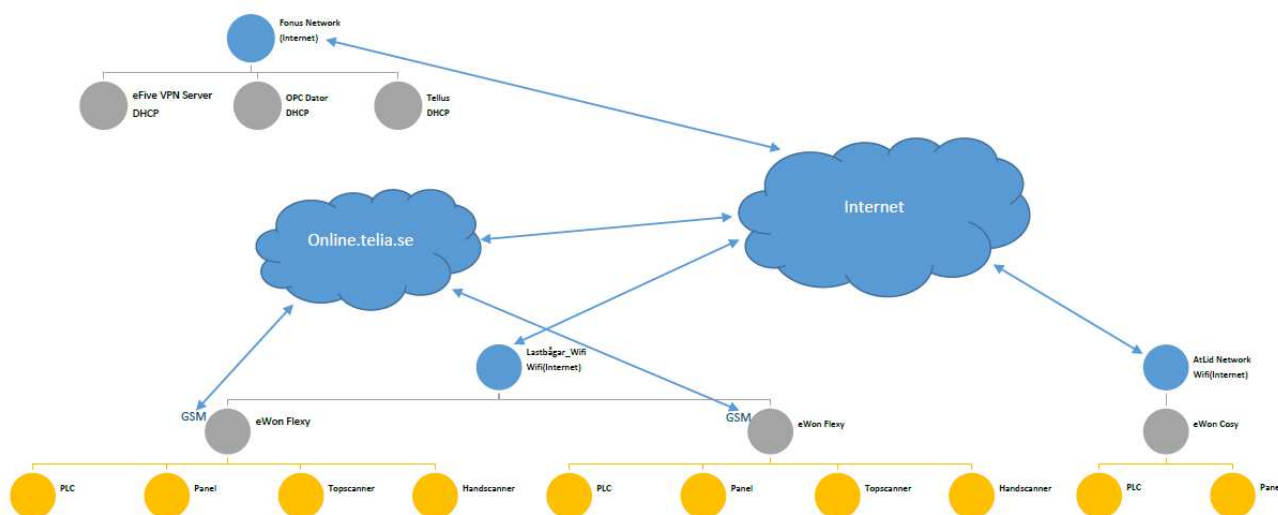 Fonus Network
(Internet)
eFive VPN Server
DHCP
OPC Dator
DHCP
Tellus
DHCP
Internet
Online.telia.se
Lastbågar_Wifi
Wifi(Internet)
AtLid Network
Wifi(Internet)
GSM
eWon Flexy
GSM
eWon Flexy
eWon Cosy
PLC
Panel
Topscanner
Handscanner
PLC
Panel
Topscanner
Handscanner
PLC
Panel